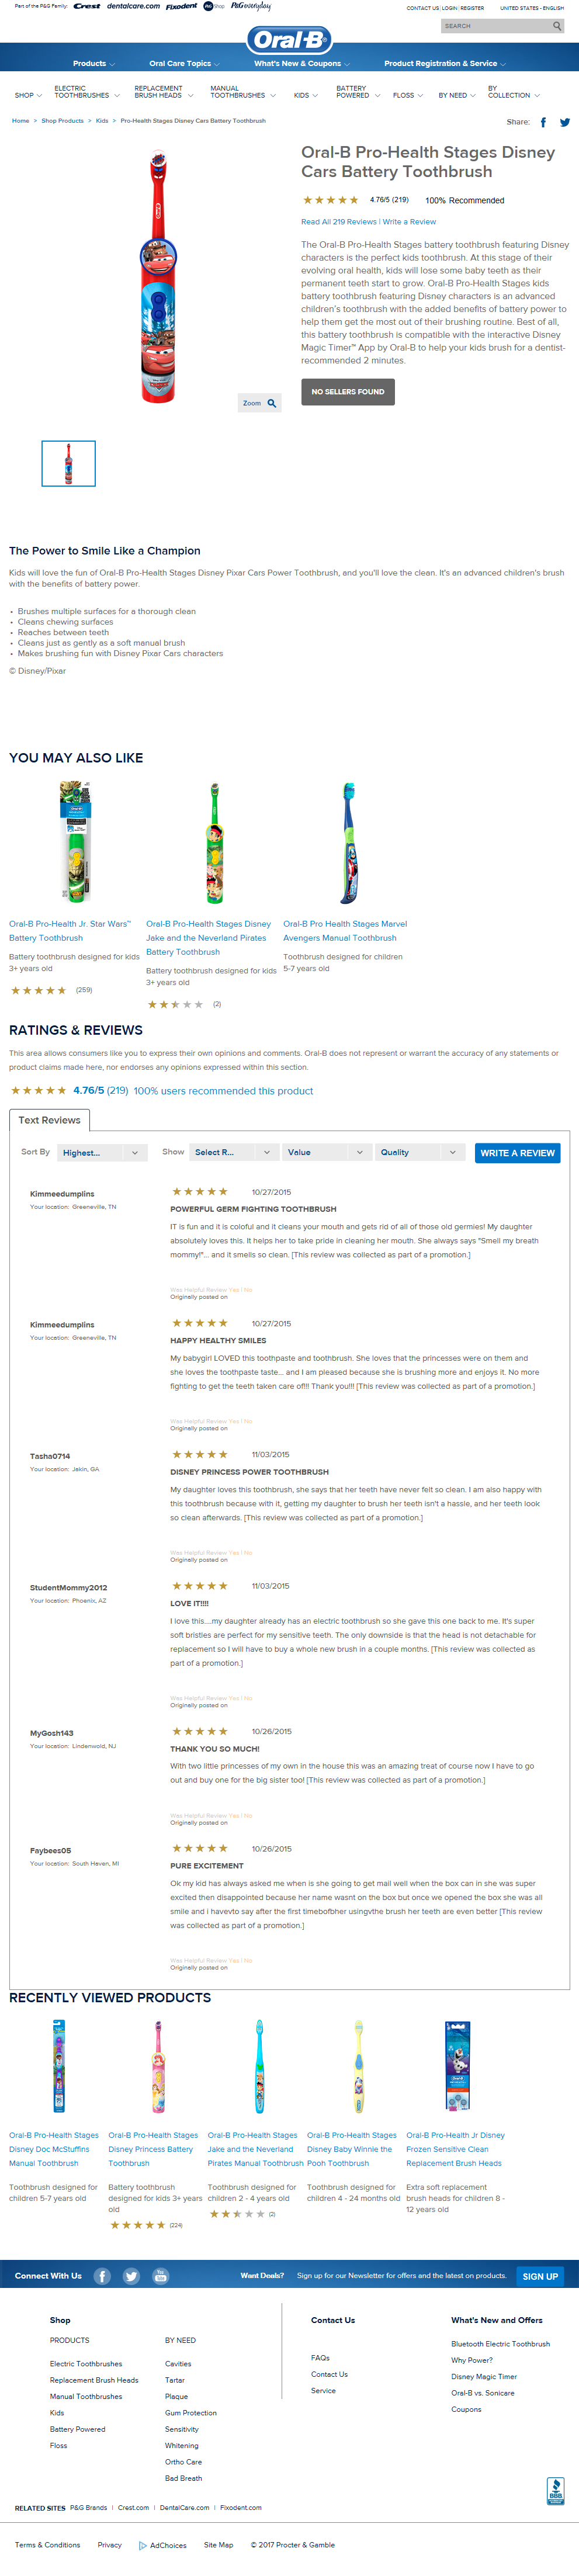 Part of the P&G Family: Crest dentalcare.com Fixodent P&G Shop P&G everyday
CONTACT US | LOGIN | REGISTER UNITED STATES - ENGLISH
SEARCH
Oral-B
Products Oral Care Topics What's New & Coupons Product Registration & Service
SHOP ELECTRIC TOOTHBRUSHES REPLACEMENT BRUSH HEADS MANUAL TOOTHBRUSHES KIDS BATTERY POWERED FLOSS BY NEED BY COLLECTION
Home > Shop Products > Kids > Pro-Health Stages Disney Cars Battery Toothbrush
Share:
Oral-B Pro-Health Stages Disney
Cars Battery Toothbrush
4.76/5 (219) 100% Recommended
Read All 219 Reviews | Write a Review
The Oral-B Pro-Health Stages battery toothbrush featuring Disney
characters is the perfect kids toothbrush. At this stage of their
evolving oral health, kids will lose some baby teeth as their
permanent teeth start to grow. Oral-B Pro-Health Stages kids
battery toothbrush featuring Disney characters is an advanced
children's toothbrush with the added benefits of battery power to
help them get the most out of their brushing routine. Best of all,
this battery toothbrush is compatible with the interactive Disney
Magic Timer™ App by Oral-B to help your kids brush for a dentist-
recommended 2 minutes.
Zoom
NO SELLERS FOUND
The Power to Smile Like a Champion
Kids will love the fun of Oral-B Pro-Health Stages Disney Pixar Cars Power Toothbrush, and you'll love the clean. It's an advanced children's brush
with the benefits of battery power.
• Brushes multiple surfaces for a thorough clean
• Cleans chewing surfaces
• Reaches between teeth
• Cleans just as gently as a soft manual brush
• Makes brushing fun with Disney Pixar Cars characters
© Disney/Pixar
YOU MAY ALSO LIKE
Oral-B Pro-Health Jr. Star Wars™
Battery Toothbrush
Battery toothbrush designed for kids
3+ years old
(259)
Oral-B Pro-Health Stages Disney
Jake and the Neverland Pirates
Battery Toothbrush
Battery toothbrush designed for kids
3+ years old
(2)
Oral-B Pro Health Stages Marvel
Avengers Manual Toothbrush
Toothbrush designed for children
5-7 years old
RATINGS & REVIEWS
This area allows consumers like you to express their own opinions and comments. Oral-B does not represent or warrant the accuracy of any statements or
product claims made here, nor endorses any opinions expressed within this section.
4.76/5 (219) 100% users recommended this product
Text Reviews
Sort By Highest... Show Select R... Value Quality WRITE A REVIEW
Kimmeedumplins
Your location: Greeneville, TN
10/27/2015
POWERFUL GERM FIGHTING TOOTHBRUSH
IT is fun and it is coloful and it cleans your mouth and gets rid of all of those old germies! My daughter
absolutely loves this. It helps her to take pride in cleaning her mouth. She always says "Smell my breath
mommy!"... and it smells so clean. [This review was collected as part of a promotion.]
Was Helpful Review Yes | No
Originally posted on
Kimmeedumplins
Your location: Greeneville, TN
10/27/2015
HAPPY HEALTHY SMILES
My babygirl LOVED this toothpaste and toothbrush. She loves that the princesses were on them and
she loves the toothpaste taste... and I am pleased because she is brushing more and enjoys it. No more
fighting to get the teeth taken care of!!! Thank you!!! [This review was collected as part of a promotion.]
Was Helpful Review Yes | No
Originally posted on
Tasha0714
Your location: Jakin, GA
11/03/2015
DISNEY PRINCESS POWER TOOTHBRUSH
My daughter loves this toothbrush, she says that her teeth have never felt so clean. I am also happy with
this toothbrush because with it, getting my daughter to brush her teeth isn't a hassle, and her teeth look
so clean afterwards. [This review was collected as part of a promotion.]
Was Helpful Review Yes | No
Originally posted on
StudentMommy2012
Your location: Phoenix, AZ
11/03/2015
LOVE IT!!!!
I love this....my daughter already has an electric toothbrush so she gave this one back to me. It's super
soft bristles are perfect for my sensitive teeth. The only downside is that the head is not detachable for
replacement so I will have to buy a whole new brush in a couple months. [This review was collected as
part of a promotion.]
Was Helpful Review Yes | No
Originally posted on
MyGosh143
Your location: Lindenwold, NJ
10/26/2015
THANK YOU SO MUCH!
With two little princesses of my own in the house this was an amazing treat of course now I have to go
out and buy one for the big sister too! [This review was collected as part of a promotion.]
Was Helpful Review Yes | No
Originally posted on
Faybees05
Your location: South Haven, MI
10/26/2015
PURE EXCITEMENT
Ok my kid has always asked me when is she going to get mail well when the box can in she was super
excited then disappointed because her name wasnt on the box but once we opened the box she was all
smile and i havevto say after the first timebofbher usingvthe brush her teeth are even better [This review
was collected as part of a promotion.]
Was Helpful Review Yes | No
Originally posted on
RECENTLY VIEWED PRODUCTS
Oral-B Pro-Health Stages
Disney Doc McStuffins
Manual Toothbrush
Toothbrush designed for
children 5-7 years old
Oral-B Pro-Health Stages
Disney Princess Battery
Toothbrush
Battery toothbrush
designed for kids 3+ years
old
(224)
Oral-B Pro-Health Stages
Jake and the Neverland
Pirates Manual Toothbrush
Toothbrush designed for
children 2 - 4 years old
(2)
Oral-B Pro-Health Stages
Disney Baby Winnie the
Pooh Toothbrush
Toothbrush designed for
children 4 - 24 months old
Oral-B Pro-Health Jr Disney
Frozen Sensitive Clean
Replacement Brush Heads
Extra soft replacement
brush heads for children 8 -
12 years old
Connect With Us Want Deals? Sign up for our Newsletter for offers and the latest on products. SIGN UP
Shop
PRODUCTS
Electric Toothbrushes
Replacement Brush Heads
Manual Toothbrushes
Kids
Battery Powered
Floss
BY NEED
Cavities
Tartar
Plaque
Gum Protection
Sensitivity
Whitening
Ortho Care
Bad Breath
Contact Us
FAQs
Contact Us
Service
What's New and Offers
Bluetooth Electric Toothbrush
Why Power?
Disney Magic Timer
Oral-B vs. Sonicare
Coupons
BBB
RELATED SITES P&G Brands | Crest.com | DentalCare.com | Fixodent.com
Terms & Conditions Privacy AdChoices Site Map © 2017 Procter & Gamble